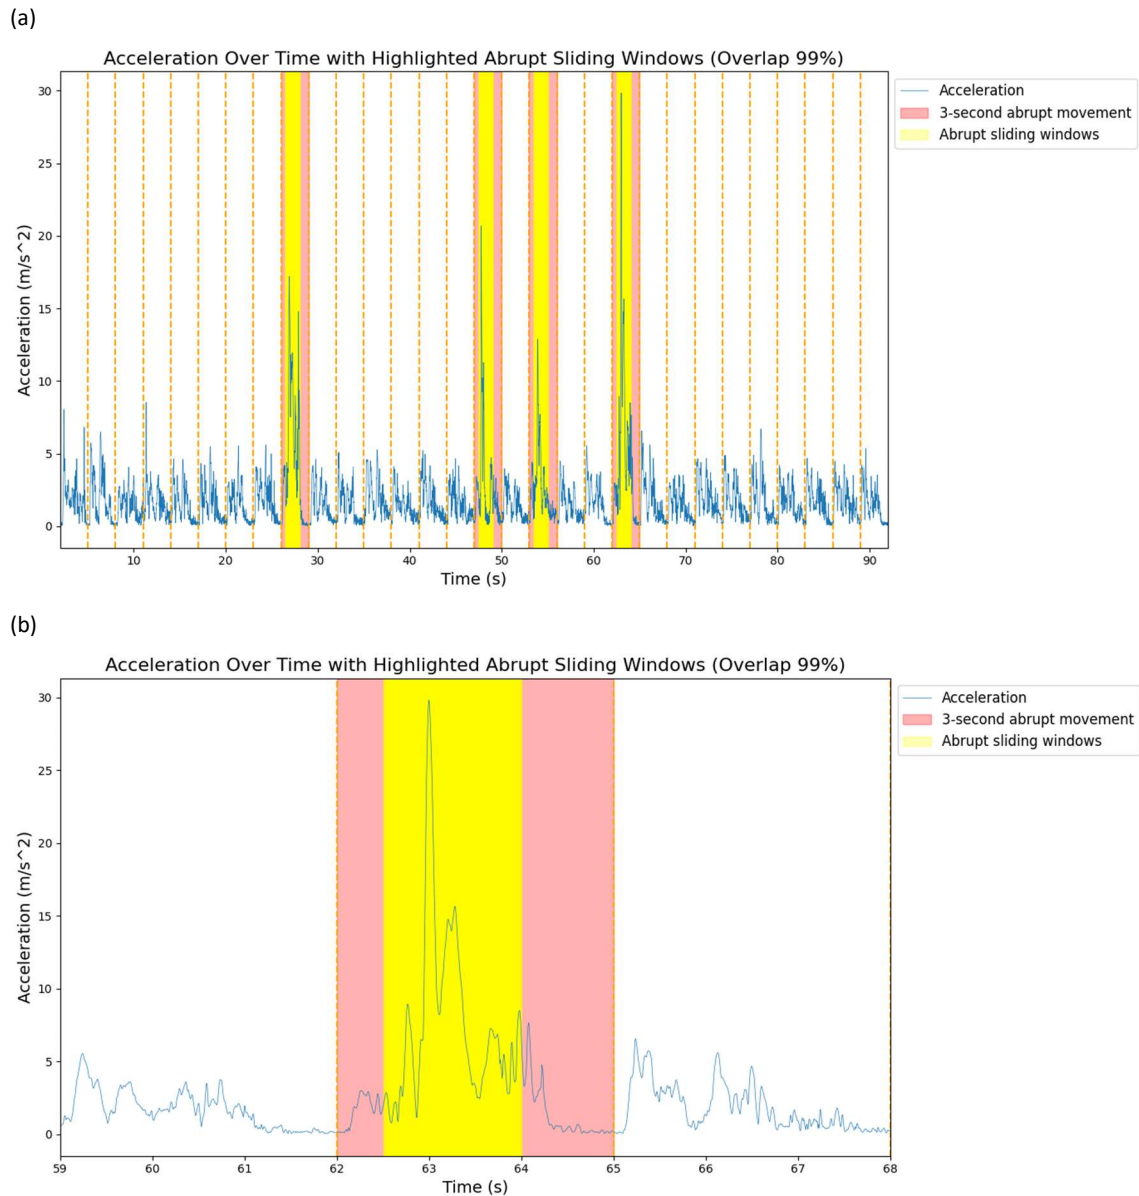 (a)
Acceleration Over Time with Highlighted Abrupt Sliding Windows (Overlap 99%)
30
25
20
15
10
5
0
Acceleration (m/s^2)
10 20 30 40 50 60 70 80 90
Time (s)
Acceleration
3-second abrupt movement
Abrupt sliding windows
(b)
Acceleration Over Time with Highlighted Abrupt Sliding Windows (Overlap 99%)
30
25
20
15
10
5
0
Acceleration (m/s^2)
59 60 61 62 63 64 65 66 67 68
Time (s)
Acceleration
3-second abrupt movement
Abrupt sliding windows